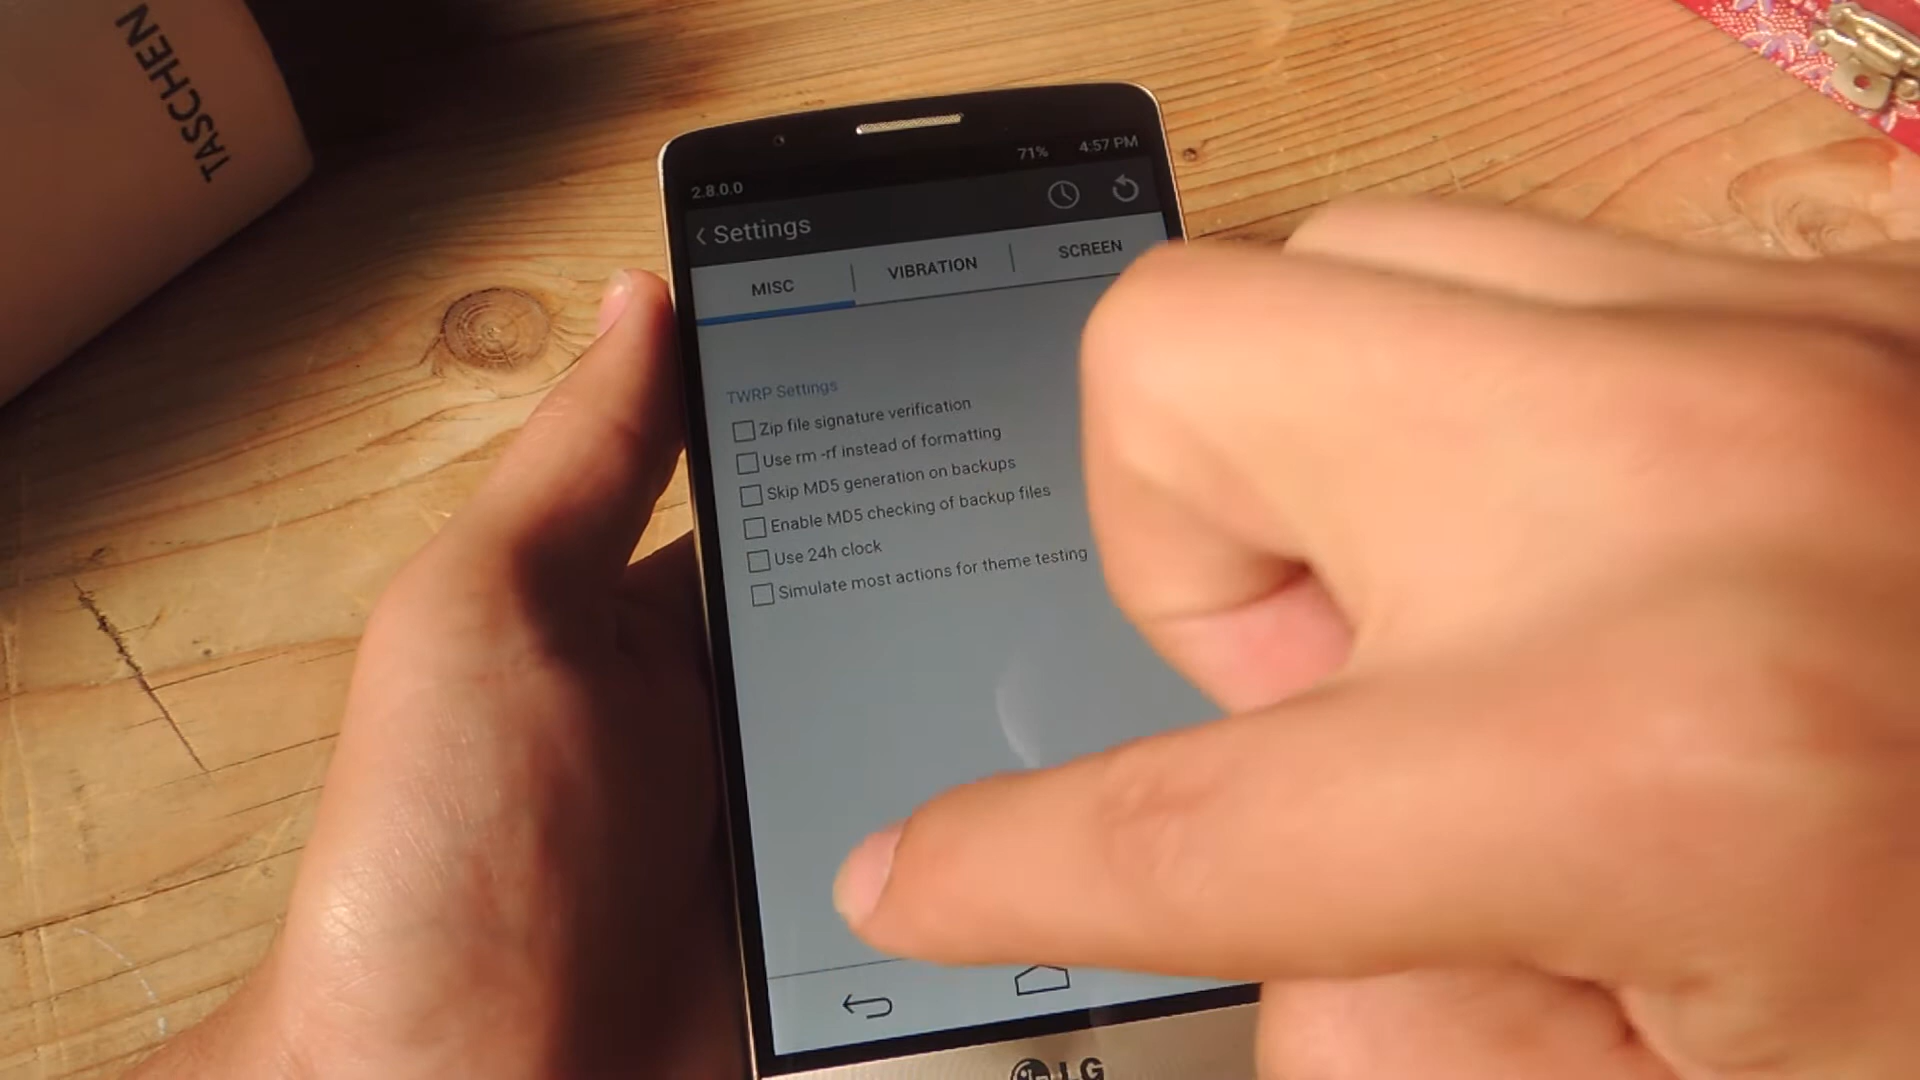 TASCHEN
71% 4:57 PM
2.8.0.0
Settings
MISC VIBRATION SCREEN
TWRP Settings
Zip file signature verification
Use rm -rf instead of formatting
Skip MD5 generation on backups
Enable MD5 checking of backup files
Use 24h clock
Simulate most actions for theme testing
LG